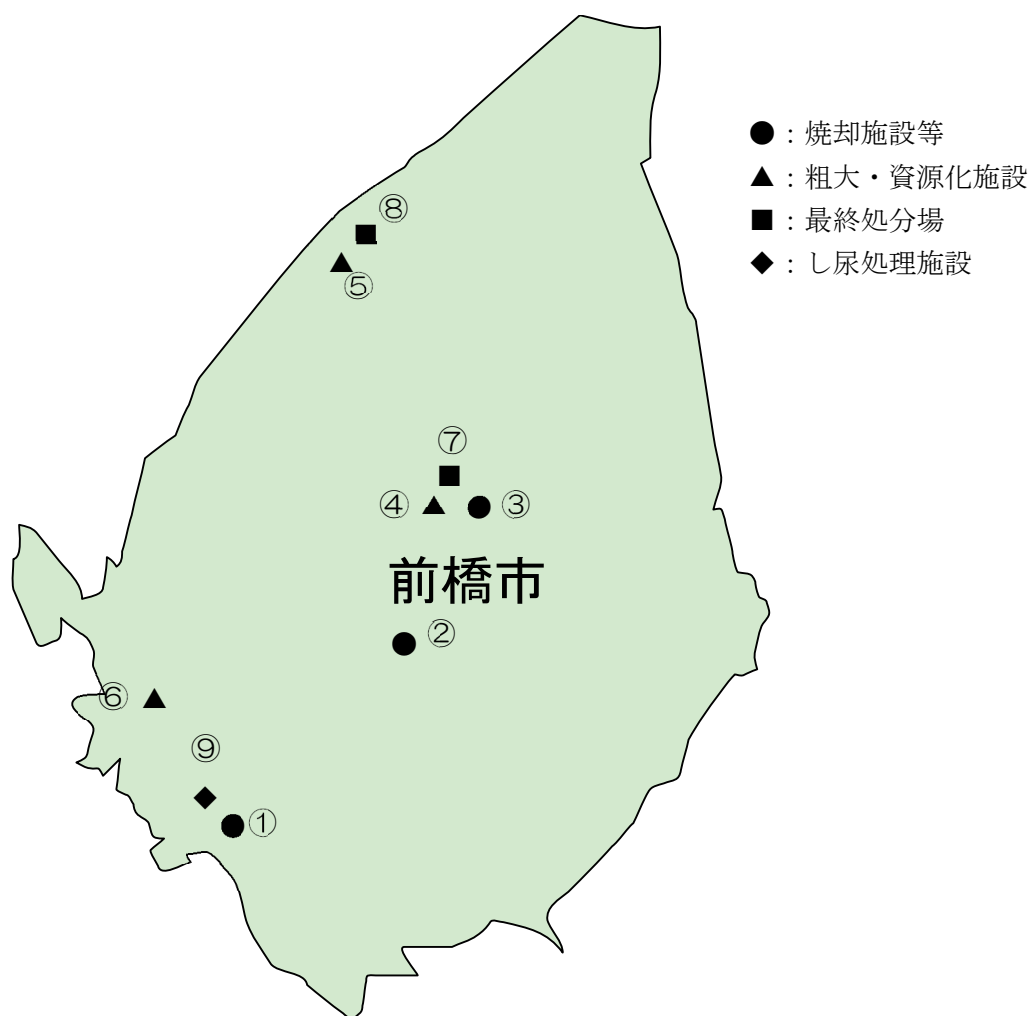 ●：焼却施設等
▲：粗大・資源化施設
■：最終処分場
◆：し尿処理施設
⑧
⑤
⑦
④
③
前橋市
②
⑥
⑨
①